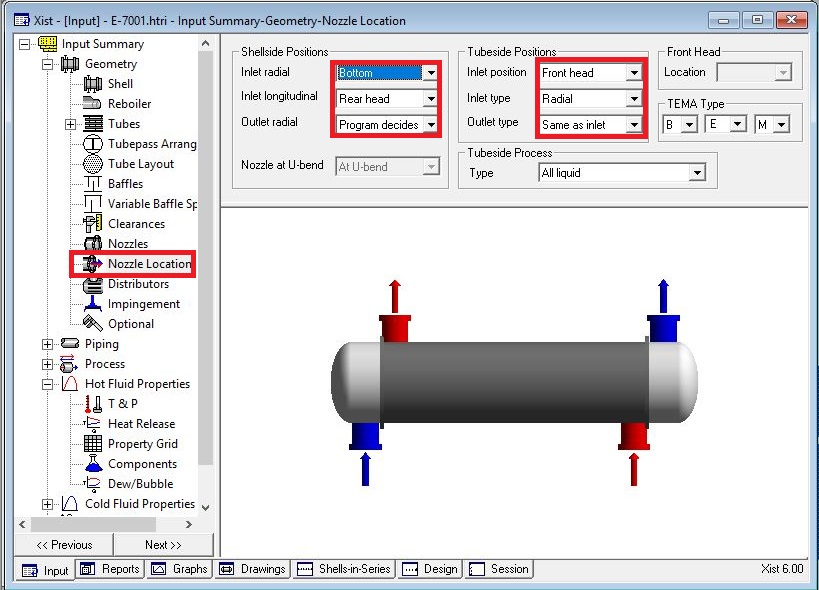 Xist - [Input] - E-7001.htri - Input Summary-Geometry-Nozzle Location
Input Summary
Geometry
Shell
Reboiler
Tubes
Tubepass Arrang
Tube Layout
Baffles
Variable Baffle Sp
Clearances
Nozzles
Nozzle Location
Distributors
Impingement
Optional
Piping
Process
Hot Fluid Properties
T & P
Heat Release
Property Grid
Components
Dew/Bubble
Cold Fluid Properties
<< Previous Next >>
Shellside Positions
Inlet radial Bottom
Inlet longitudinal Rear head
Outlet radial Program decides
Nozzle at U-bend At U-bend
Tubeside Positions
Inlet position Front head
Inlet type Radial
Outlet type Same as inlet
Tubeside Process
Type All liquid
Front Head
Location
TEMA Type
B E M
Input Reports Graphs Drawings Shells-in-Series Design Session Xist 6.00